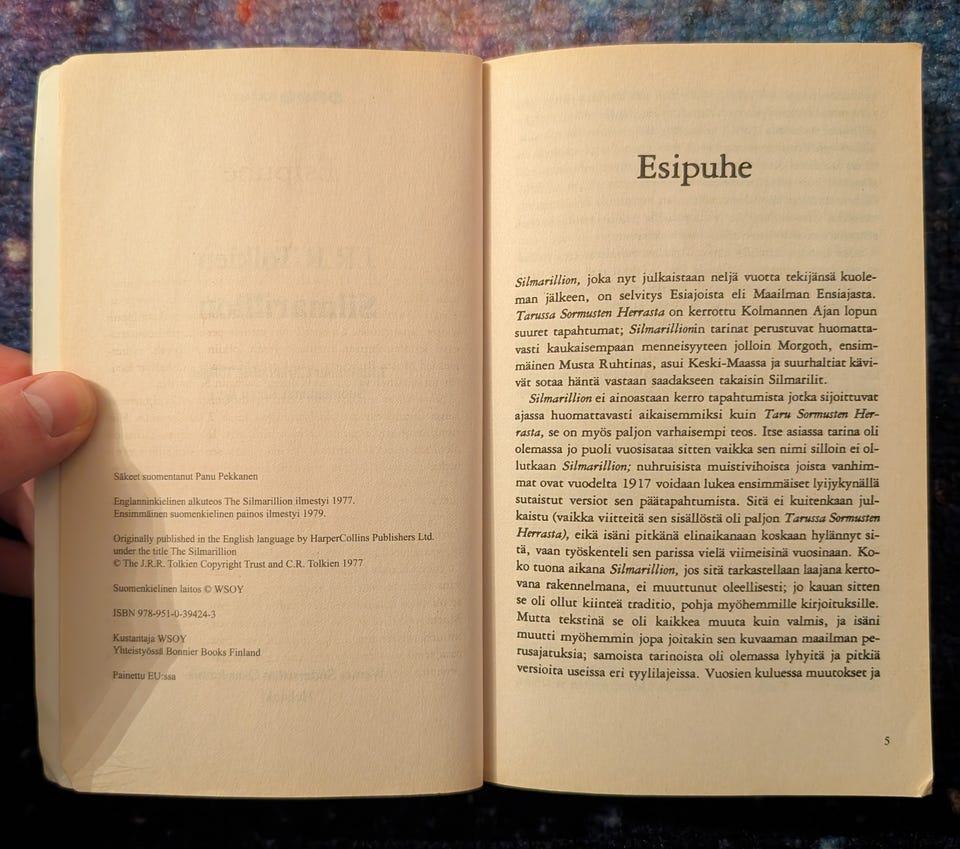 Säkeet suomentanut Panu Pekkanen
Englanninkielinen alkuteos The Silmarillion ilmestyi 1977.
Ensimmäinen suomenkielinen painos ilmestyi 1979.
Originally published in the English language by HarperCollins Publishers Ltd.
under the title The Silmarillion
© The J.R.R. Tolkien Copyright Trust and C.R. Tolkien 1977
Suomenkielinen laitos © WSOY
ISBN 978-951-0-39424-3
Kustantaja WSOY
Yhteistyössä Bonnier Books Finland
Painettu EU:ssa
Esipuhe
Silmarillion, joka nyt julkaistaan neljä vuotta tekijänsä kuole-
man jälkeen, on selvitys Esiajoista eli Maailman Ensiajasta.
Tarussa Sormusten Herrasta on kerrottu Kolmannen Ajan lopun
suuret tapahtumat; Silmarillionin tarinat perustuvat huomatta-
vasti kaukaisempaan menneisyyteen jolloin Morgoth, ensim-
mäinen Musta Ruhtinas, asui Keski-Maassa ja suurhaltiat kävi-
vät sotaa häntä vastaan saadakseen takaisin Silmarilit.
Silmarillion ei ainoastaan kerro tapahtumista jotka sijoittuvat
ajassa huomattavasti aikaisemmiksi kuin Taru Sormusten Her-
rasta, se on myös paljon varhaisempi teos. Itse asiassa tarina oli
olemassa jo puoli vuosisataa sitten vaikka sen nimi silloin ei ol-
lutkaan Silmarillion; nuhruisista muistivihoista joista vanhim-
mat ovat vuodelta 1917 voidaan lukea ensimmäiset lyijykynällä
sutaistut versiot sen päätapahtumista. Sitä ei kuitenkaan jul-
kaistu (vaikka viitteitä sen sisällöstä oli paljon Tarussa Sormusten
Herrasta), eikä isäni pitkänä elinaikanaan koskaan hylännyt si-
tä, vaan työskenteli sen parissa vielä viimeisinä vuosinaan. Ko-
ko tuona aikana Silmarillion, jos sitä tarkastellaan laajana kerto-
vana rakennelmana, ei muuttunut oleellisesti; jo kauan sitten
se oli ollut kiinteä traditio, pohja myöhemmille kirjoituksille.
Mutta tekstinä se oli kaikkea muuta kuin valmis, ja isäni
muutti myöhemmin jopa joitakin sen kuvaaman maailman pe-
rusajatuksia; samoista tarinoista oli olemassa lyhyitä ja pitkiä
versioita useissa eri tyylilajeissa. Vuosien kuluessa muutokset ja
5